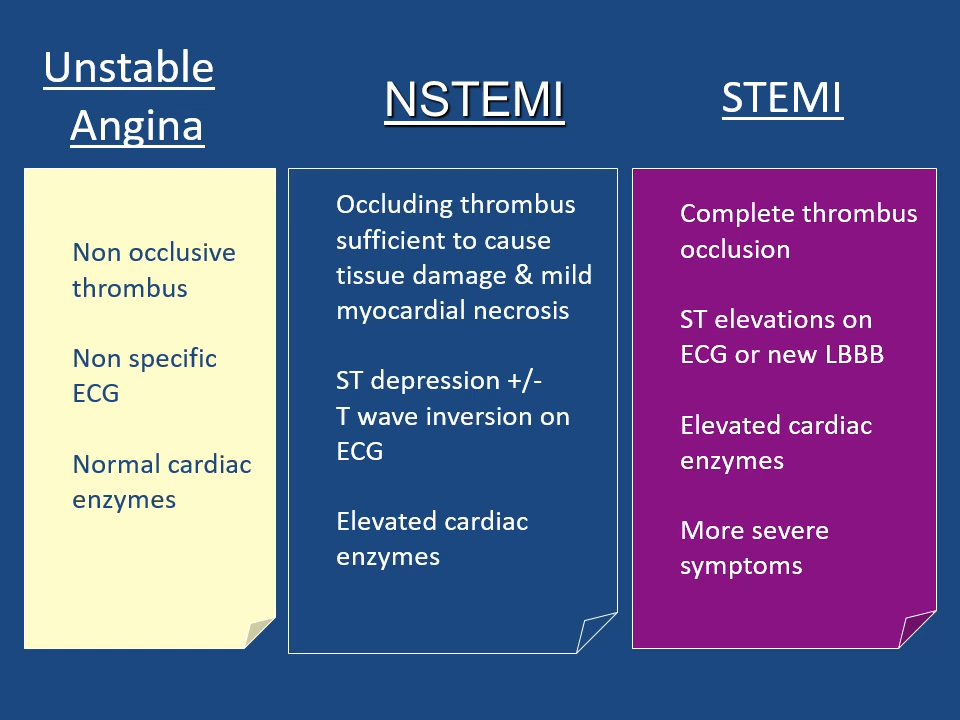 Unstable
Angina
NSTEMI
STEMI
Non occlusive
thrombus
Non specific
ECG
Normal cardiac
enzymes
Occluding thrombus
sufficient to cause
tissue damage & mild
myocardial necrosis
ST depression +/-
T wave inversion on
ECG
Elevated cardiac
enzymes
Complete thrombus
occlusion
ST elevations on
ECG or new LBBB
Elevated cardiac
enzymes
More severe
symptoms